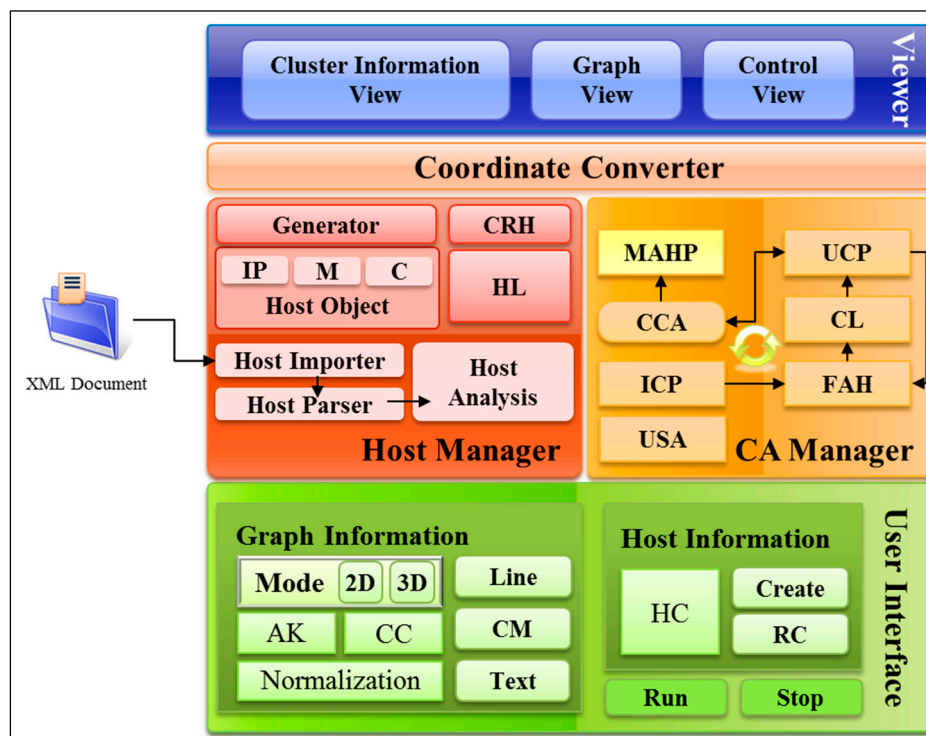 Cluster Information
View
Graph
View
Control
View
Viewer
Coordinate Converter
Generator
CRH
IP
M
C
Host Object
HL
Host Importer
Host Parser
Host
Analysis
Host Manager
XML Document
MAHP
UCP
CCA
CL
ICP
FAH
USA
CA Manager
Graph Information
Mode
2D
3D
Line
AK
CC
CM
Normalization
Text
Host Information
HC
Create
RC
Run
Stop
User Interface